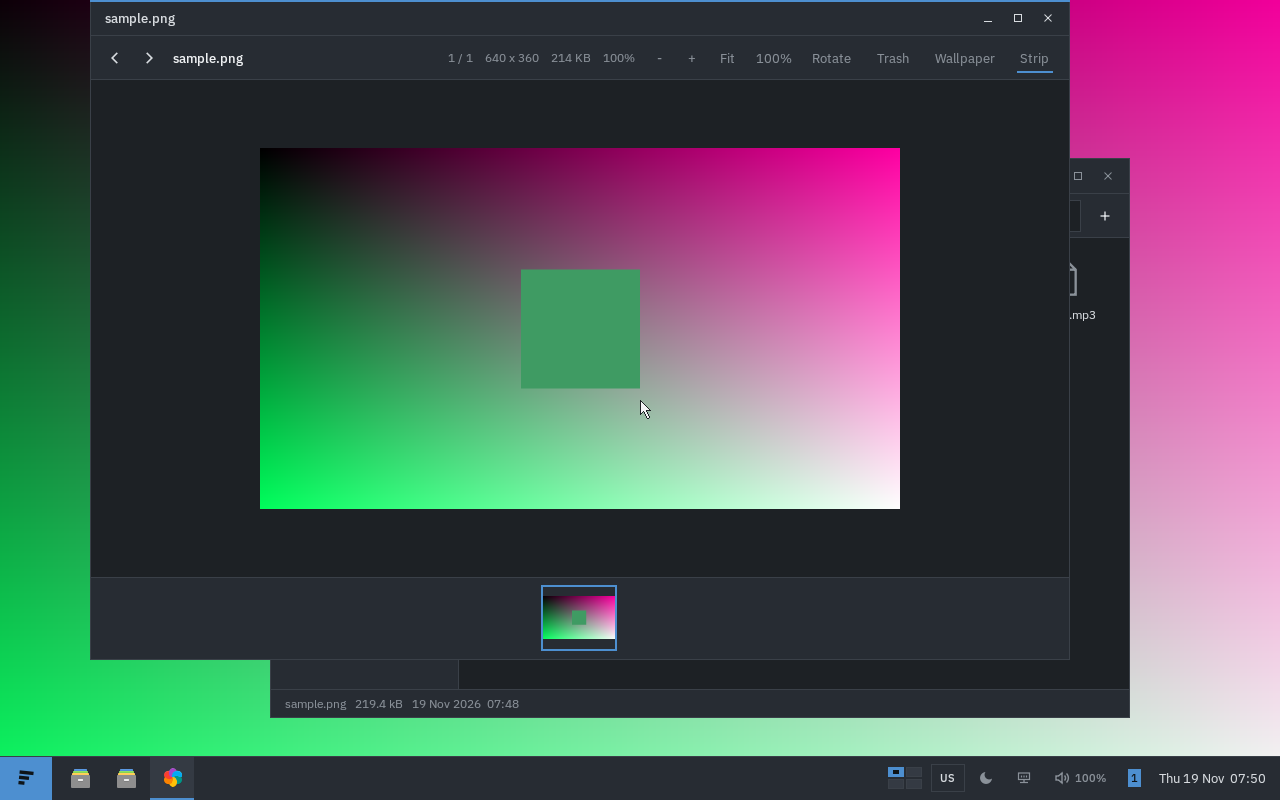 sample.png
sample.png 1 / 1 640 x 360 214 KB 100% - + Fit 100% Rotate Trash Wallpaper Strip
+
.mp3
sample.png 219.4 kB 19 Nov 2026 07:48
US 100% 1 Thu 19 Nov 07:50